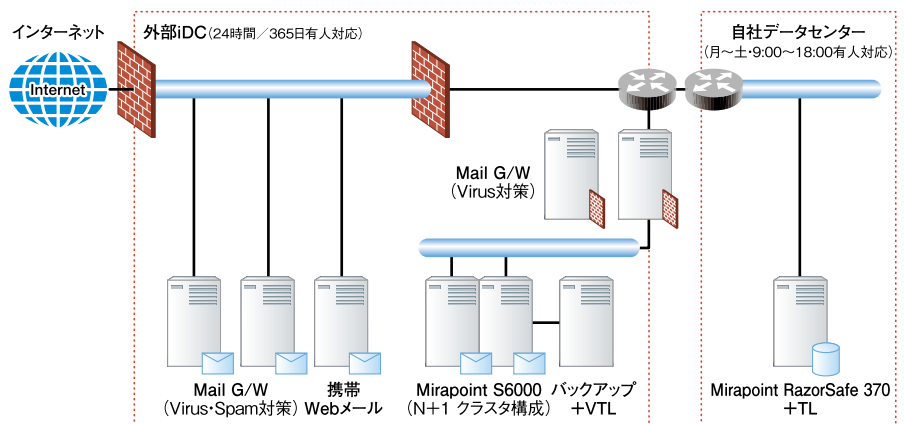 インターネット
Internet
外部iDC(24時間／365日有人対応)
自社データセンター
(月〜土・9:00〜18:00有人対応)
Mail G/W
(Virus対策)
Mail G/W
(Virus・Spam対策)
携帯
Webメール
Mirapoint S6000
(N＋1 クラスタ構成)
バックアップ
＋VTL
Mirapoint RazorSafe 370
＋TL